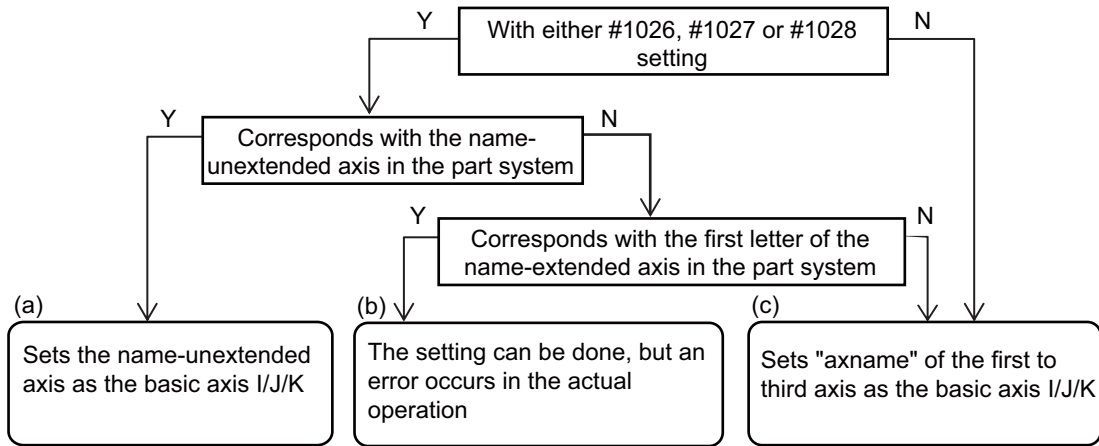 Y
With either #1026, #1027 or #1028
setting
N
Y
Corresponds with the name-
unextended axis in the part system
N
Y
Corresponds with the first letter of the
name-extended axis in the part system
N
(a)
Sets the name-unextended
axis as the basic axis I/J/K
(b)
The setting can be done, but an
error occurs in the actual
operation
(c)
Sets "axname" of the first to
third axis as the basic axis I/J/K